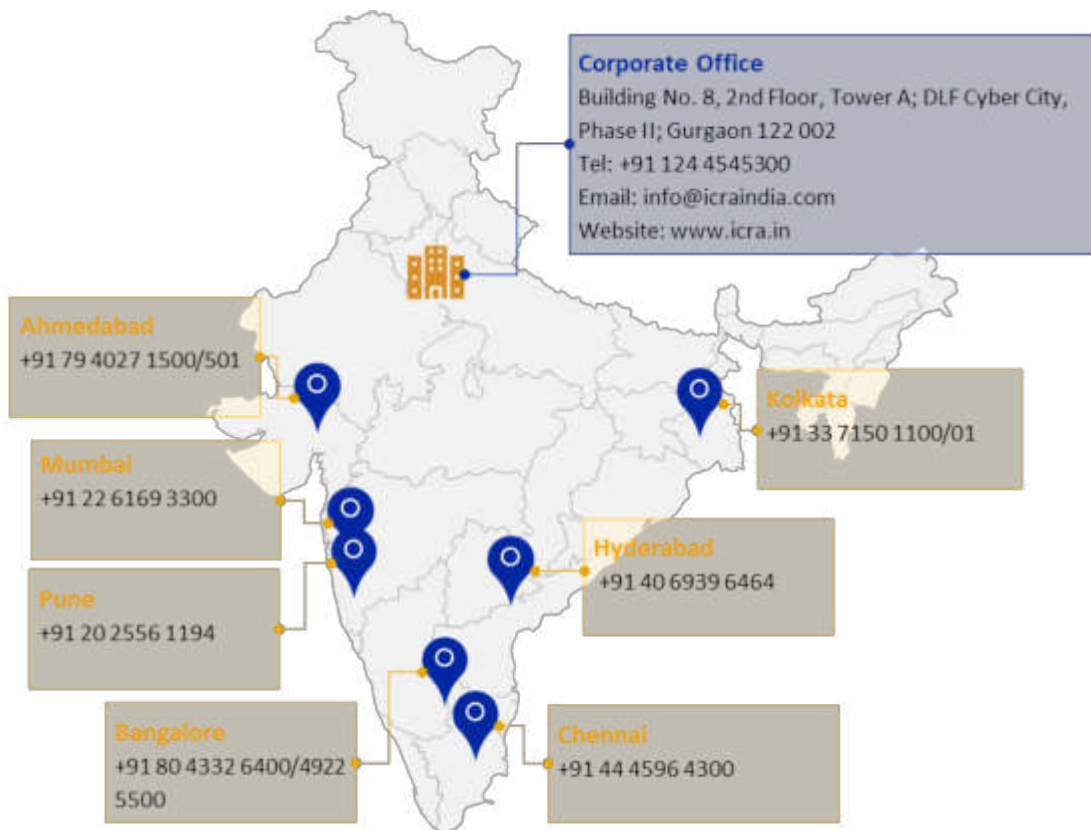 Corporate Office
Building No. 8, 2nd Floor, Tower A; DLF Cyber City,
Phase II; Gurgaon 122 002
Tel: +91 124 4545300
Email: info@icraindia.com
Website: www.icra.in
Ahmedabad
+91 79 4027 1500/501
Kolkata
+91 33 7150 1100/01
Mumbai
+91 22 6169 3300
Hyderabad
+91 40 6939 6464
Pune
+91 20 2556 1194
Bangalore
+91 80 4332 6400/4922
5500
Chennai
+91 44 4596 4300